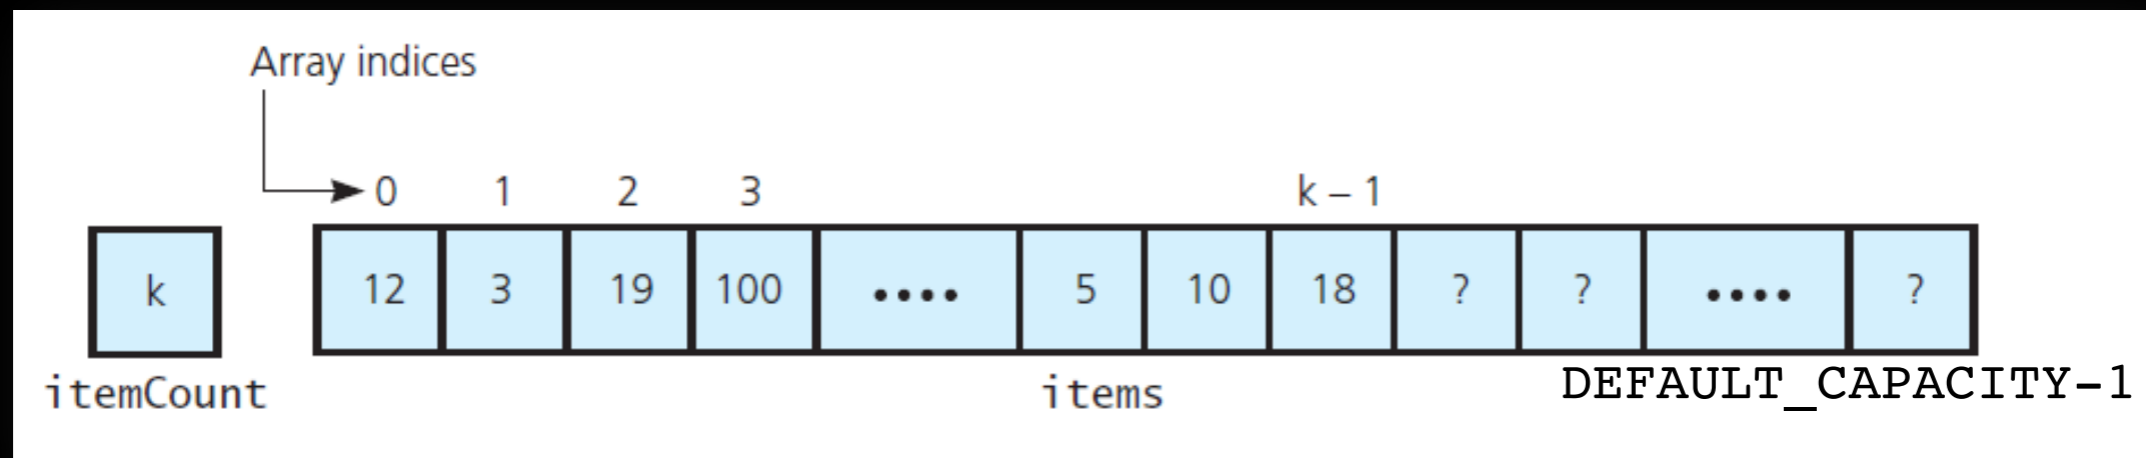 Array indices
0 1 2 3 k – 1
k 12 3 19 100 •••• 5 10 18 ? ? •••• ?
itemCount items DEFAULT_CAPACITY-1